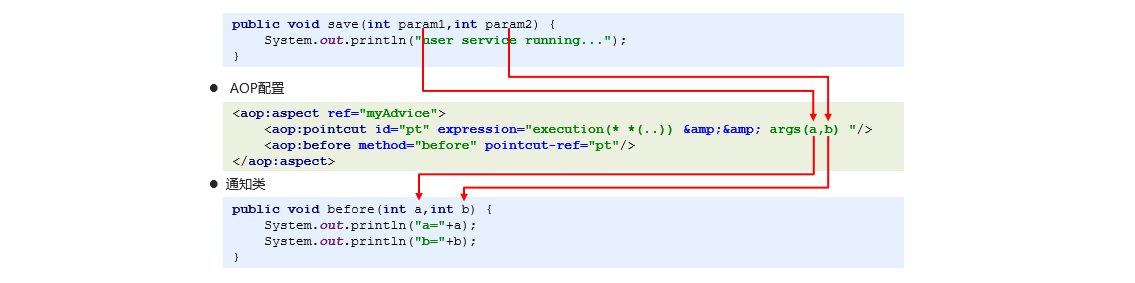 public void save(int param1,int param2) {
System.out.println("user service running...");
}
● AOP配置
<aop:aspect ref="myAdvice">
<aop:pointcut id="pt" expression="execution(* *(..)) &amp;&amp; args(a,b) "/>
<aop:before method="before" pointcut-ref="pt"/>
</aop:aspect>
● 通知类
public void before(int a,int b) {
System.out.println("a="+a);
System.out.println("b="+b);
}